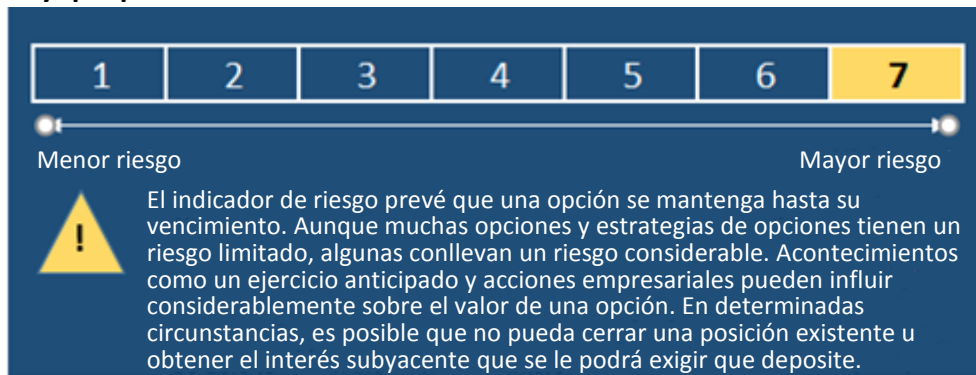 1 2 3 4 5 6 7
Menor riesgo Mayor riesgo
!
El indicador de riesgo prevé que una opción se mantenga hasta su
vencimiento. Aunque muchas opciones y estrategias de opciones tienen un
riesgo limitado, algunas conllevan un riesgo considerable. Acontecimientos
como un ejercicio anticipado y acciones empresariales pueden influir
considerablemente sobre el valor de una opción. En determinadas
circunstancias, es posible que no pueda cerrar una posición existente u
obtener el interés subyacente que se le podrá exigir que deposite.